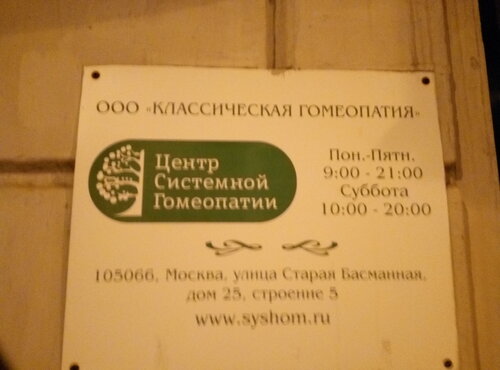 ООО «КЛАССИЧЕСКАЯ ГОМЕОПАТИЯ»
Центр
Системной
Гомеопатии
Пон.-Пятн.
9:00 - 21:00
Суббота
10:00 - 20:00
105066, Москва, улица Старая Басманная,
дом 25, строение 5
www.syshom.ru